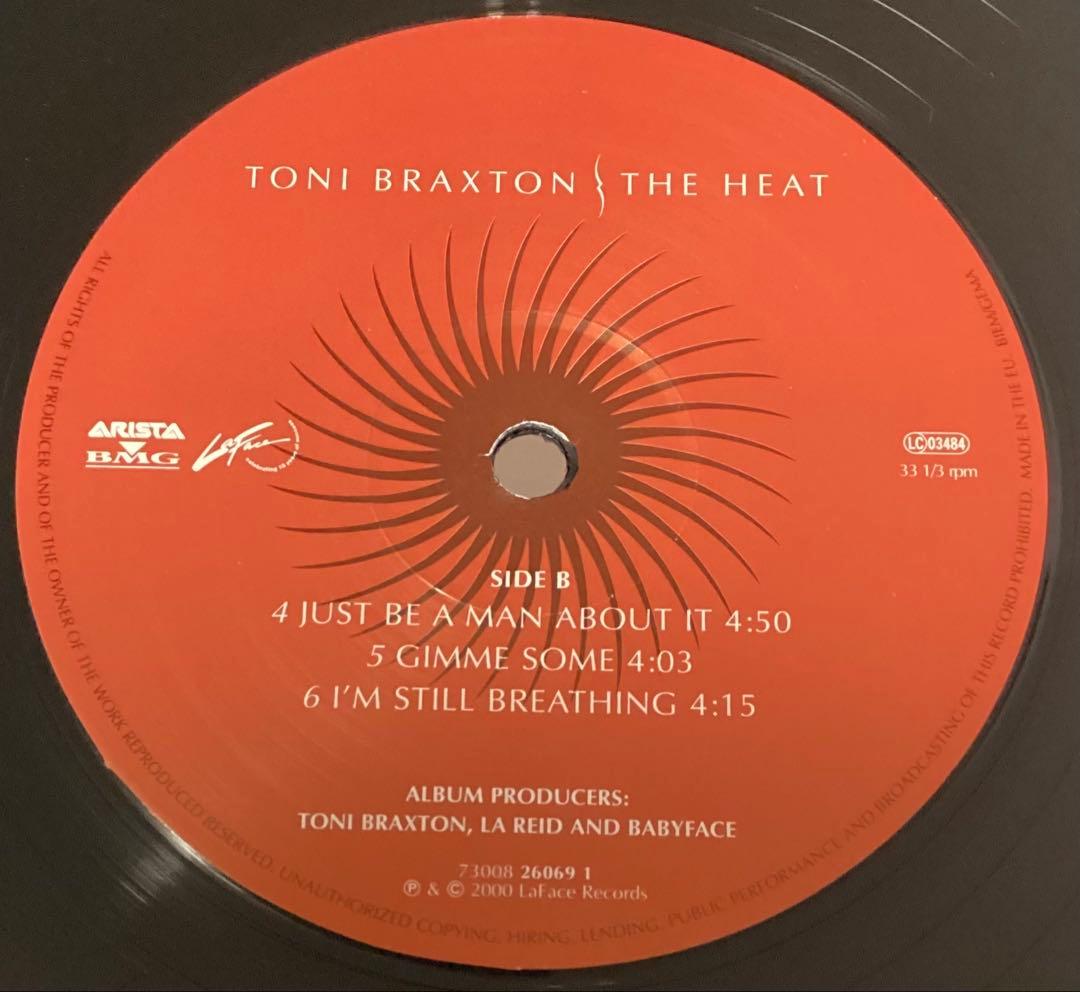 TONI BRAXTON } THE HEAT
ARISTA
BMG
LaFace
LC 03484
33 1/3 rpm
SIDE B
4 JUST BE A MAN ABOUT IT 4:50
5 GIMME SOME 4:03
6 I'M STILL BREATHING 4:15
ALBUM PRODUCERS:
TONI BRAXTON, LA REID AND BABYFACE
73008 26069 1
℗ & © 2000 LaFace Records
ALL RIGHTS OF THE PRODUCER AND OF THE OWNER OF THE WORK REPRODUCED RESERVED. UNAUTHORIZED COPYING, HIRING, LENDING, PUBLIC PERFORMANCE AND BROADCASTING OF THIS RECORD PROHIBITED. MADE IN THE EU. BIEM/GEMA